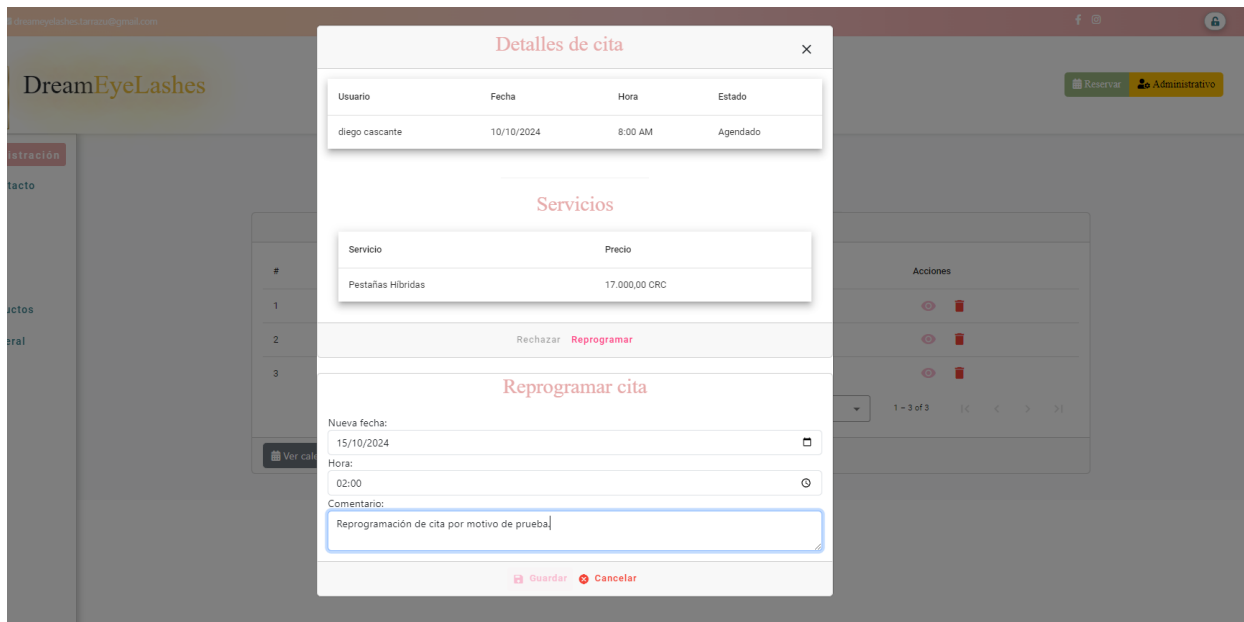 dreameyelashes.tarrazu@gmail.com
DreamEyeLashes
Reservar
Administrativo
istración
tacto
uctos
eral
Detalles de cita
Usuario Fecha Hora Estado
diego cascante 10/10/2024 8:00 AM Agendado
Servicios
Servicio Precio
Pestañas Híbridas 17.000,00 CRC
Rechazar Reprogramar
Reprogramar cita
Nueva fecha:
15/10/2024
Hora:
02:00
Comentario:
Reprogramación de cita por motivo de prueba.
Guardar Cancelar
# Acciones
1
2
3
1 – 3 of 3
Ver cale